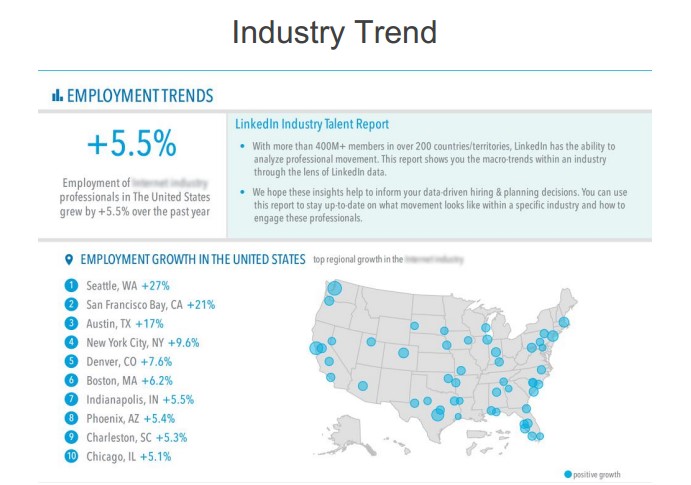 Industry Trend
EMPLOYMENT TRENDS
+5.5%
Employment of
professionals in The United States
grew by +5.5% over the past year
LinkedIn Industry Talent Report
• With more than 400M+ members in over 200 countries/territories, LinkedIn has the ability to
analyze professional movement. This report shows you the macro-trends within an industry
through the lens of LinkedIn data.
• We hope these insights help to inform your data-driven hiring & planning decisions. You can use
this report to stay up-to-date on what movement looks like within a specific industry and how to
engage these professionals.
EMPLOYMENT GROWTH IN THE UNITED STATES top regional growth in the
1 Seattle, WA +27%
2 San Francisco Bay, CA +21%
3 Austin, TX +17%
4 New York City, NY +9.6%
5 Denver, CO +7.6%
6 Boston, MA +6.2%
7 Indianapolis, IN +5.5%
8 Phoenix, AZ +5.4%
9 Charleston, SC +5.3%
10 Chicago, IL +5.1%
positive growth